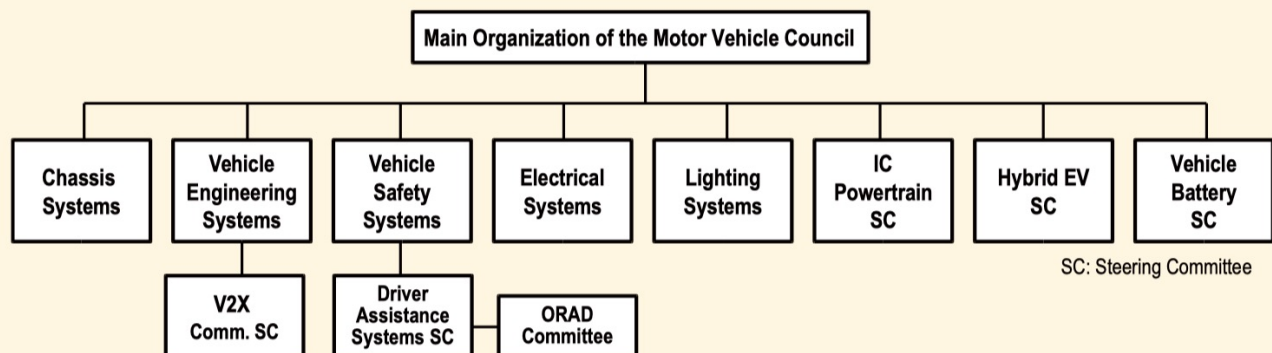 Main Organization of the Motor Vehicle Council
Chassis
Systems
Vehicle
Engineering
Systems
Vehicle
Safety
Systems
Electrical
Systems
Lighting
Systems
IC
Powertrain
SC
Hybrid EV
SC
Vehicle
Battery
SC
SC: Steering Committee
V2X
Comm. SC
Driver
Assistance
Systems SC
ORAD
Committee